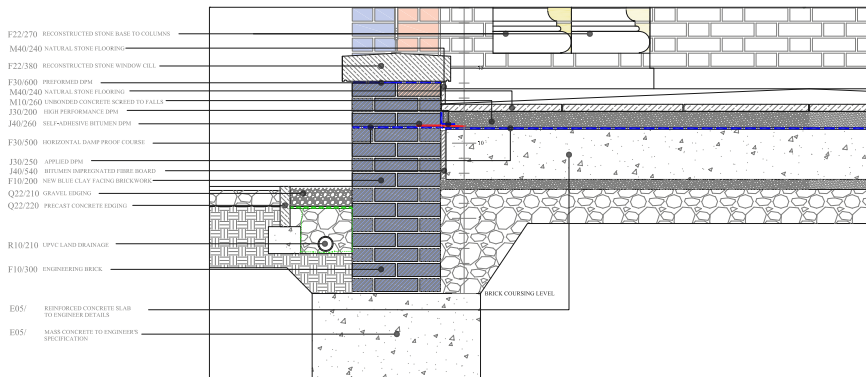 F22/270 RECONSTRUCTED STONE BASE TO COLUMNS
M40/240 NATURAL STONE FLOORING
F22/380 RECONSTRUCTED STONE WINDOW CILL
F30/600 PREFORMED DPM
M40/240 NATURAL STONE FLOORING
M10/260 UNBONDED CONCRETE SCREED TO FALLS
J30/200 HIGH PERFORMANCE DPM
J40/260 SELF-ADHESIVE BITUMEN DPM
F30/500 HORIZONTAL DAMP PROOF COURSE
10
J30/250 APPLIED DPM
J40/540 BITUMEN IMPREGNATED FIBRE BOARD
F10/200 NEW BLUE CLAY FACING BRICKWORK
Q22/210 GRAVEL EDGING
Q22/220 PRECAST CONCRETE EDGING
R10/210 UPVC LAND DRAINAGE
F10/300 ENGINEERING BRICK
BRICK COURSING LEVEL
E05/ REINFORCED CONCRETE SLAB
TO ENGINEER DETAILS
E05/ MASS CONCRETE TO ENGINEER'S
SPECIFICATION